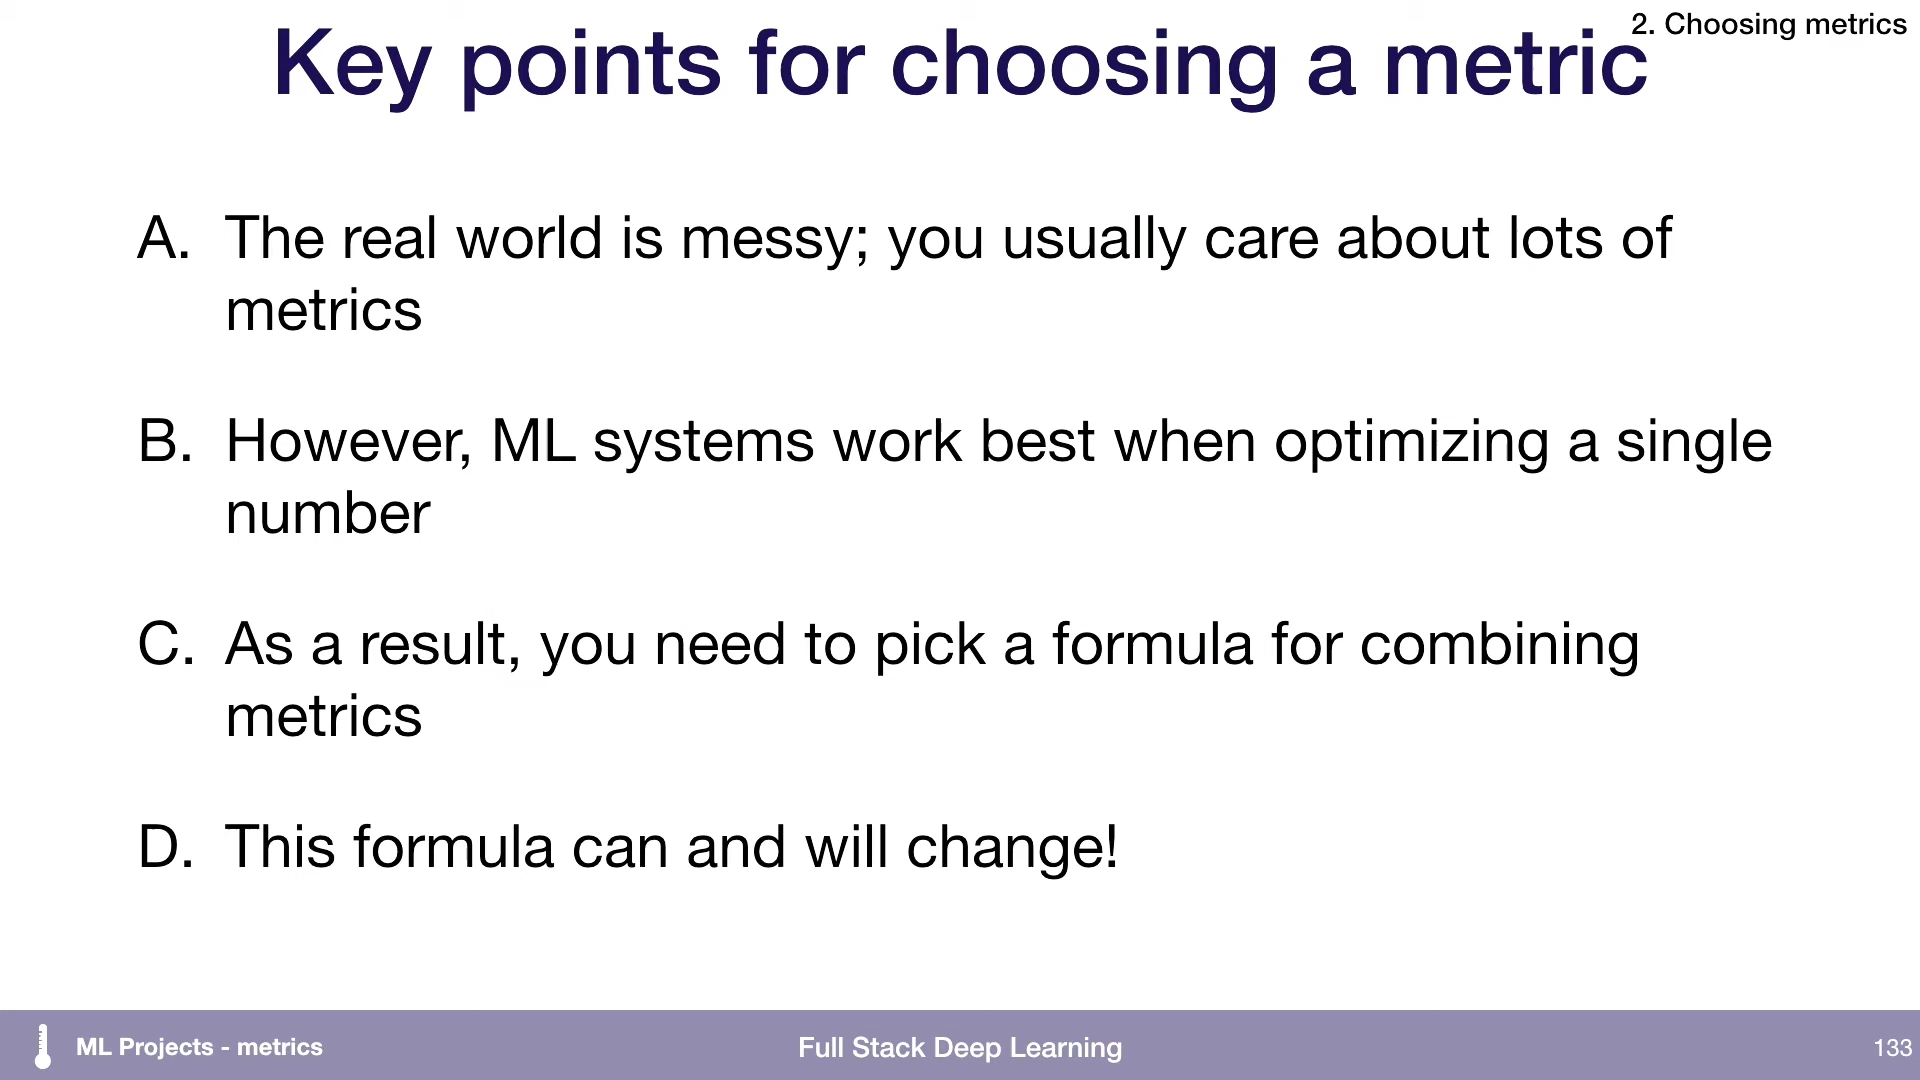 2. Choosing metrics
Key points for choosing a metric
A. The real world is messy; you usually care about lots of
metrics
B. However, ML systems work best when optimizing a single
number
C. As a result, you need to pick a formula for combining
metrics
D. This formula can and will change!
ML Projects - metrics
Full Stack Deep Learning
133